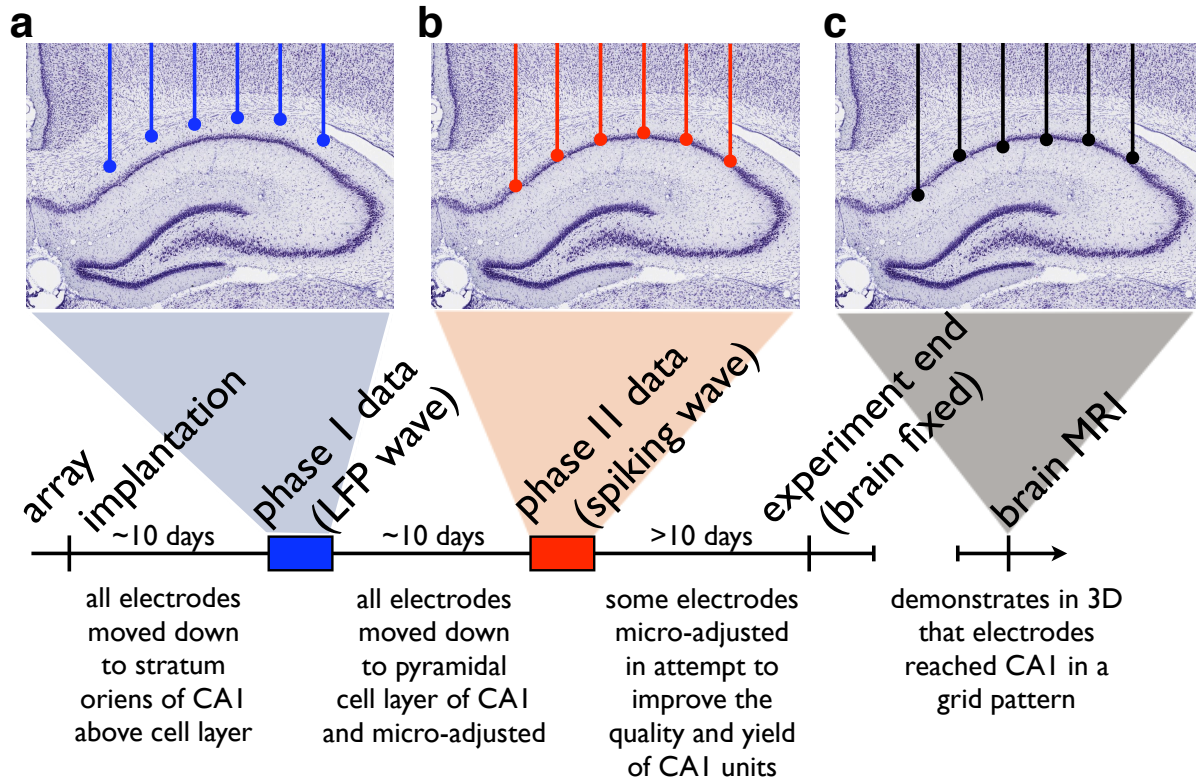 a
b
c
array
implantation
phase I data
(LFP wave)
phase II data
(spiking wave)
experiment end
(brain fixed)
brain MRI
~10 days
~10 days
>10 days
all electrodes
moved down
to stratum
oriens of CA1
above cell layer
all electrodes
moved down
to pyramidal
cell layer of CA1
and micro-adjusted
some electrodes
micro-adjusted
in attempt to
improve the
quality and yield
of CA1 units
demonstrates in 3D
that electrodes
reached CA1 in a
grid pattern